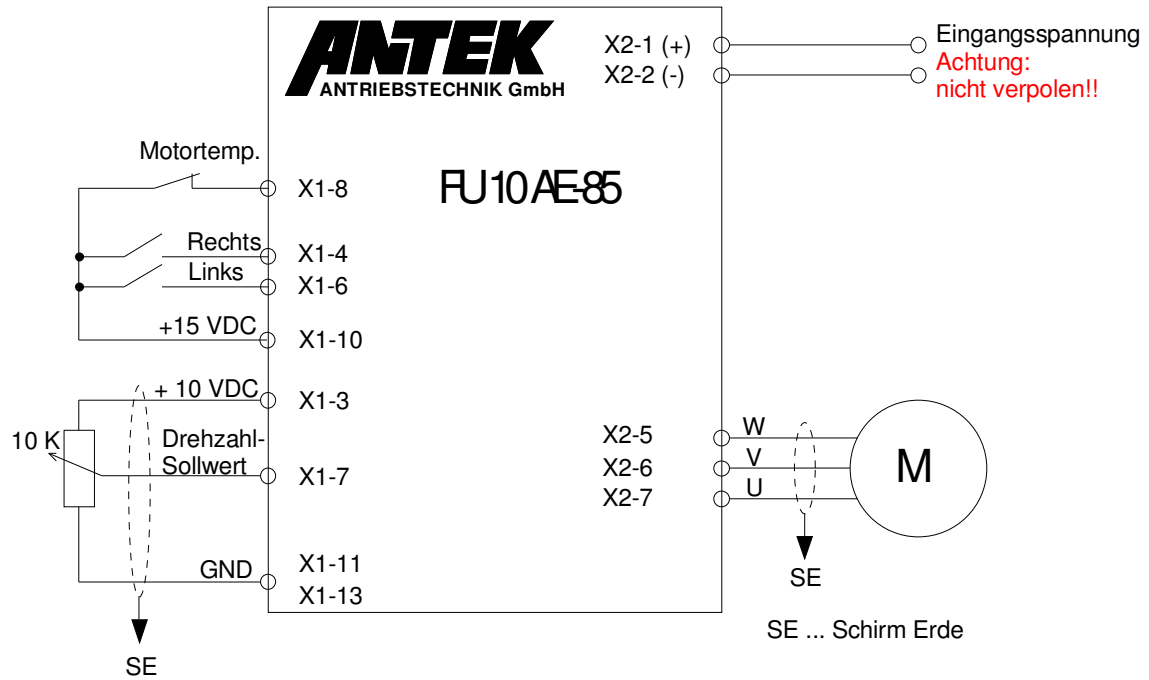 ANTEK
ANTRIEBSTECHNIK GmbH
X2-1 (+)
X2-2 (-)
Eingangsspannung
Achtung:
nicht verpolen!!
FU10AE-85
Motortemp.
X1-8
Rechts
X1-4
Links
X1-6
+15 VDC
X1-10
+ 10 VDC
X1-3
10 K
Drehzahl-
Sollwert
X1-7
GND
X1-11
X1-13
SE
X2-5
W
X2-6
V
X2-7
U
M
SE
SE ... Schirm Erde